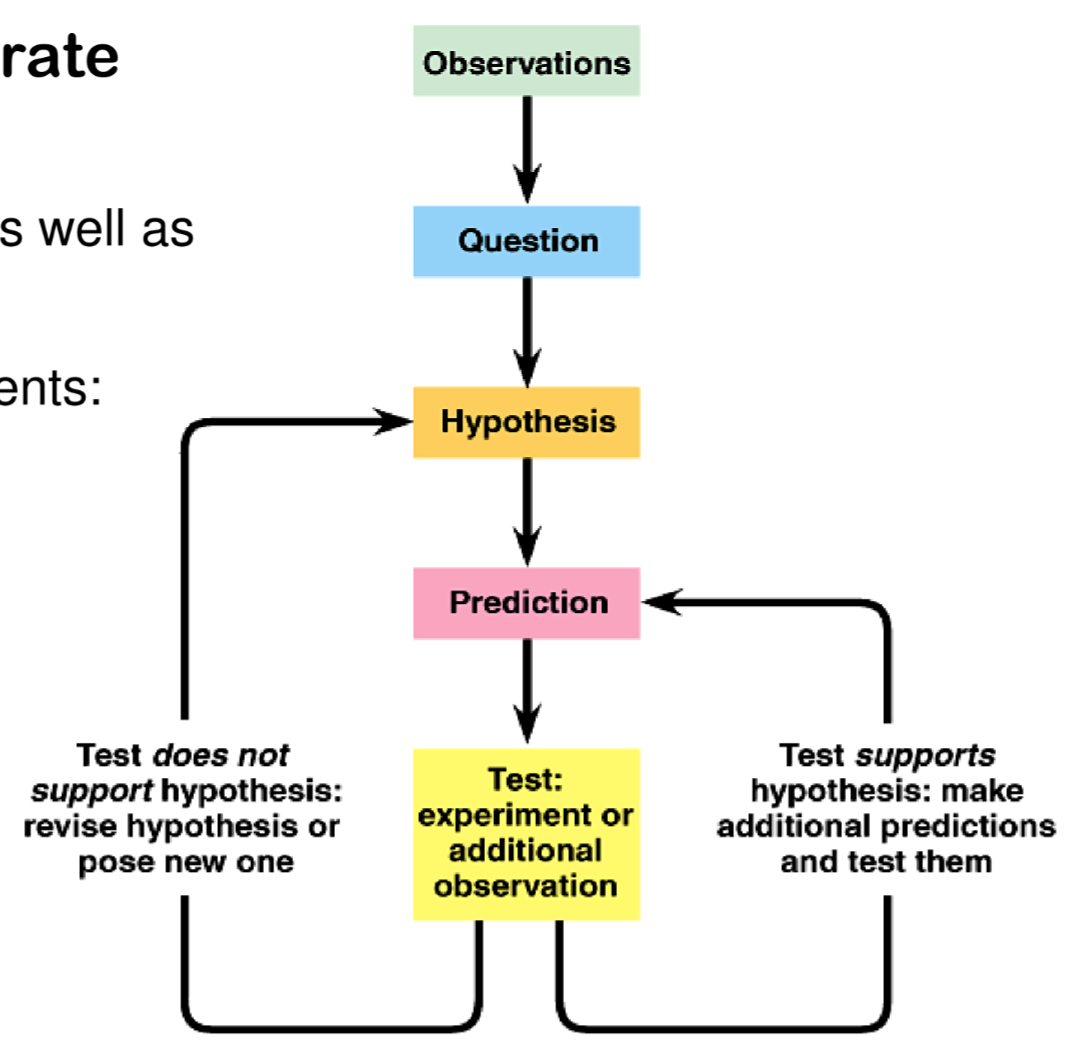 rate
s well as
ents:
Observations
Question
Hypothesis
Prediction
Test:
experiment or
additional
observation
Test does not
support hypothesis:
revise hypothesis or
pose new one
Test supports
hypothesis: make
additional predictions
and test them